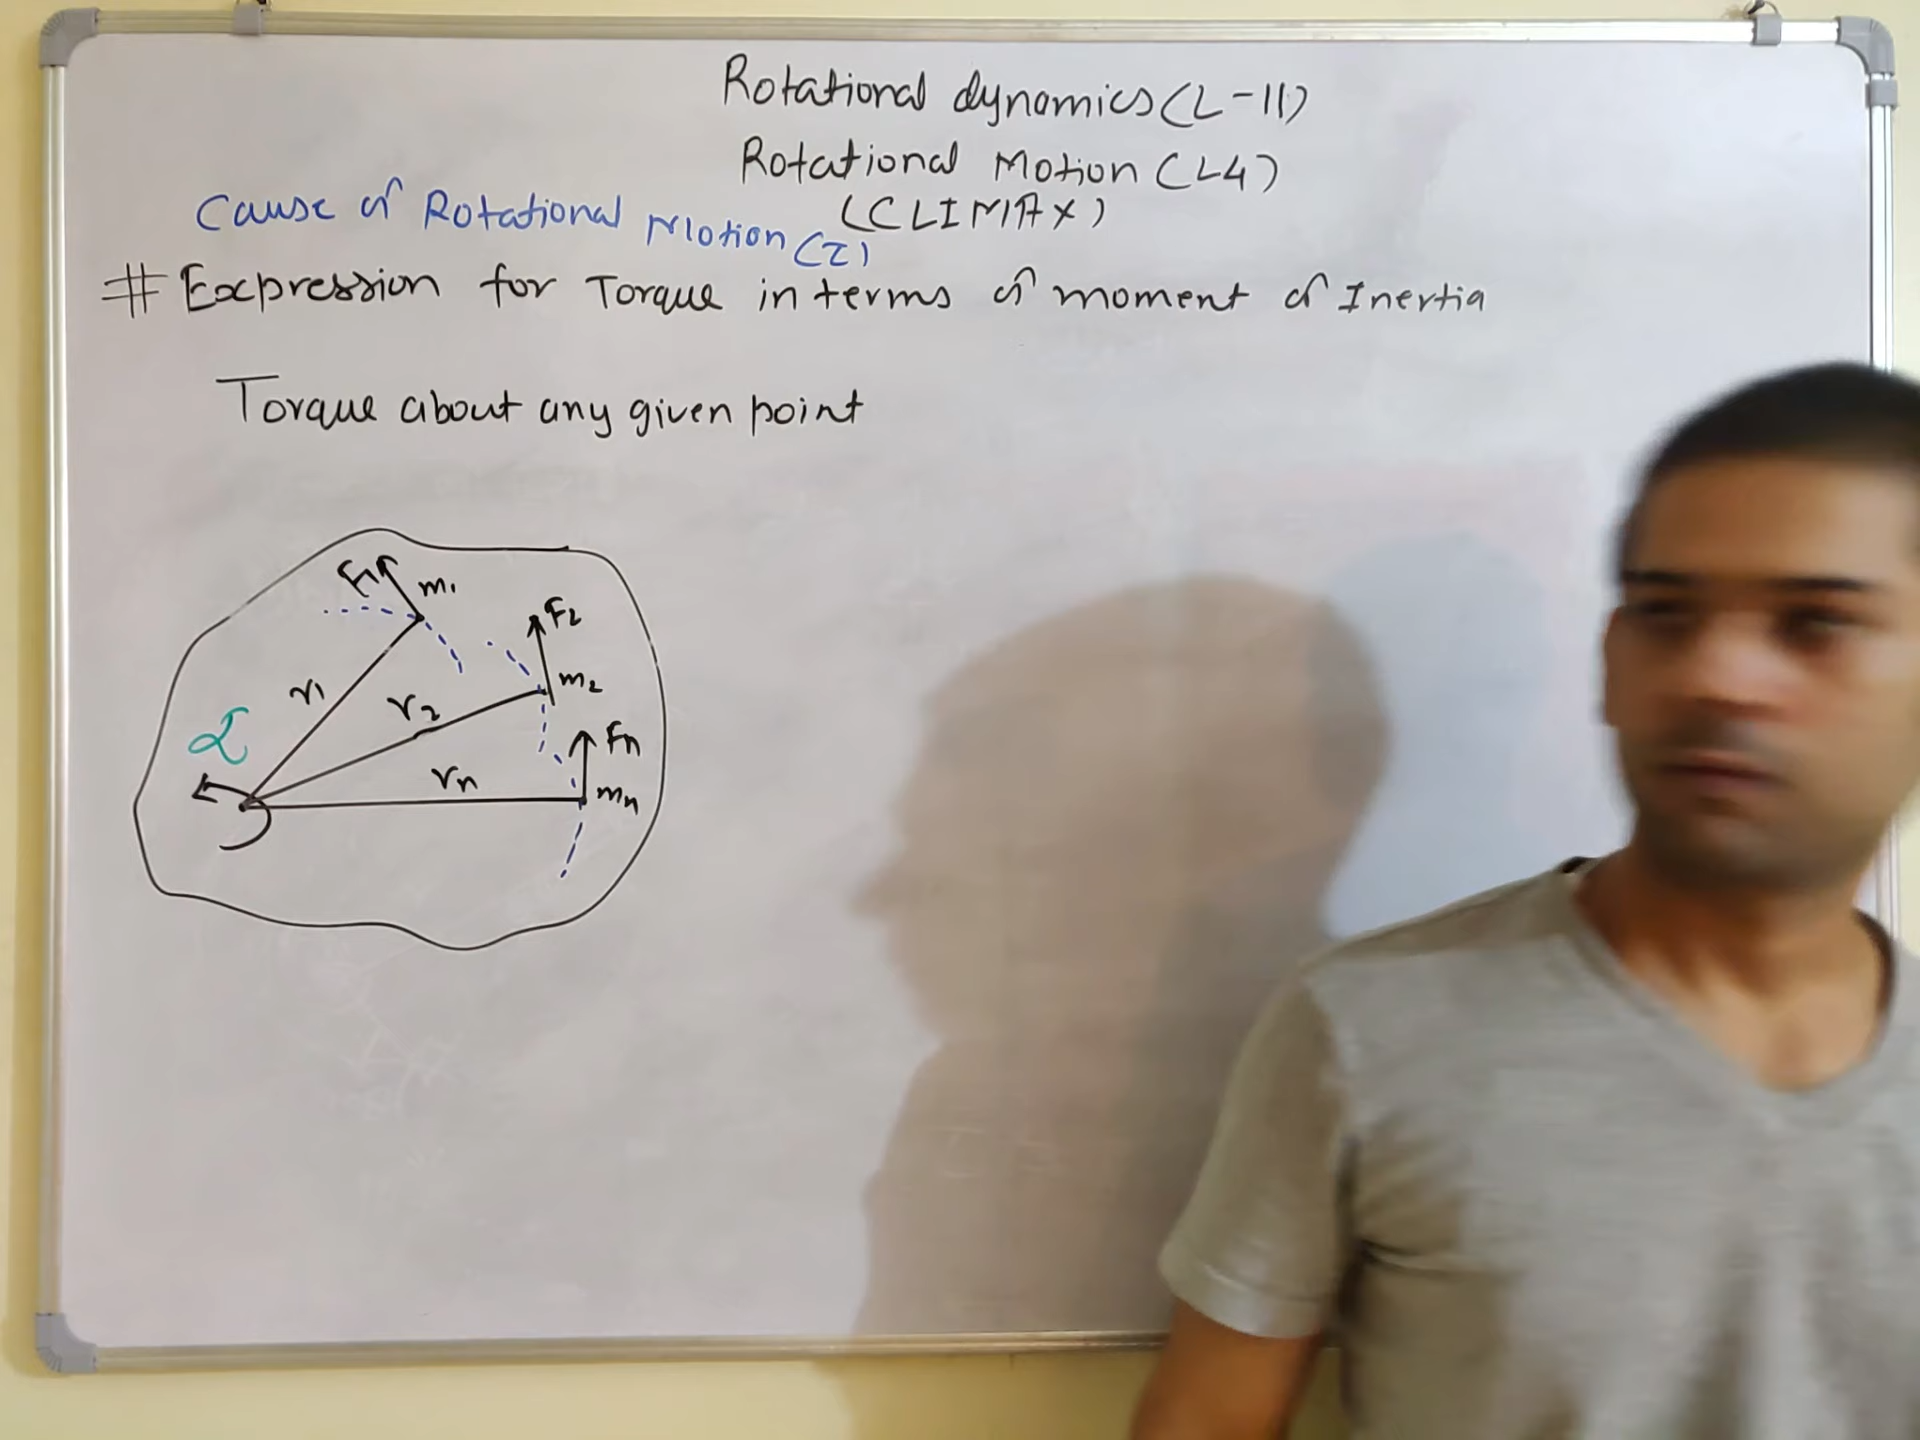 Rotational dynamics (L-11)
Rotational Motion (L4)
(CLIMAX)
Cause of Rotational Motion (τ)
# Expression for Torque in terms of moment of Inertia
Torque about any given point
F1 m1
F2
m2
r1
r2
α
Fn
rn
mn